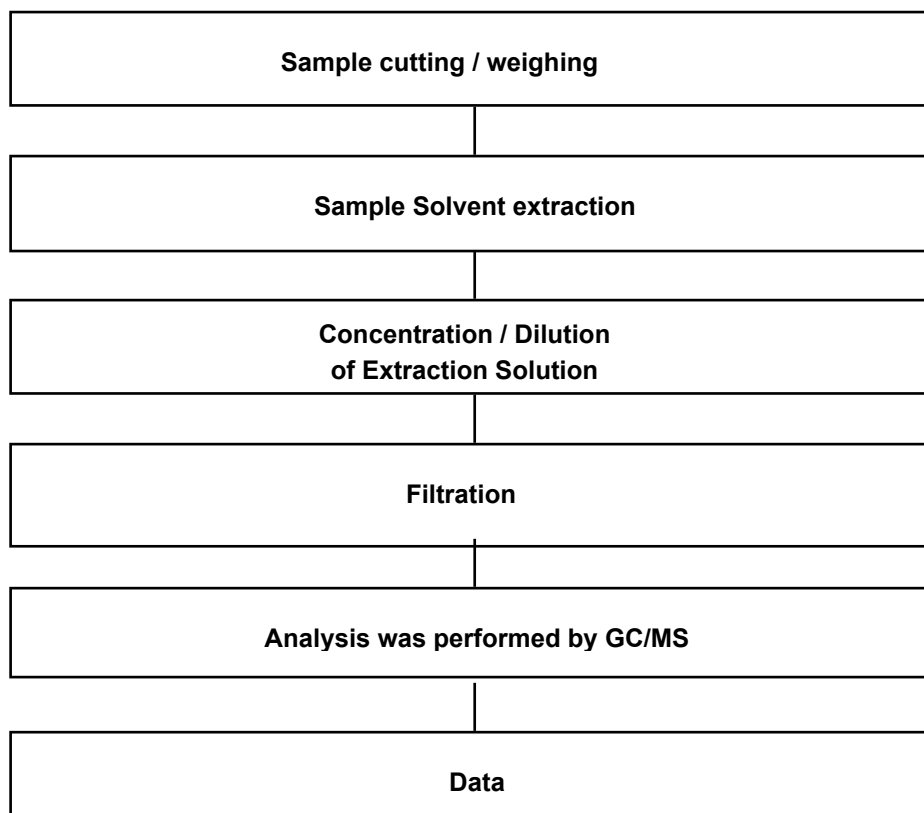 Sample cutting / weighing
Sample Solvent extraction
Concentration / Dilution
of Extraction Solution
Filtration
Analysis was performed by GC/MS
Data